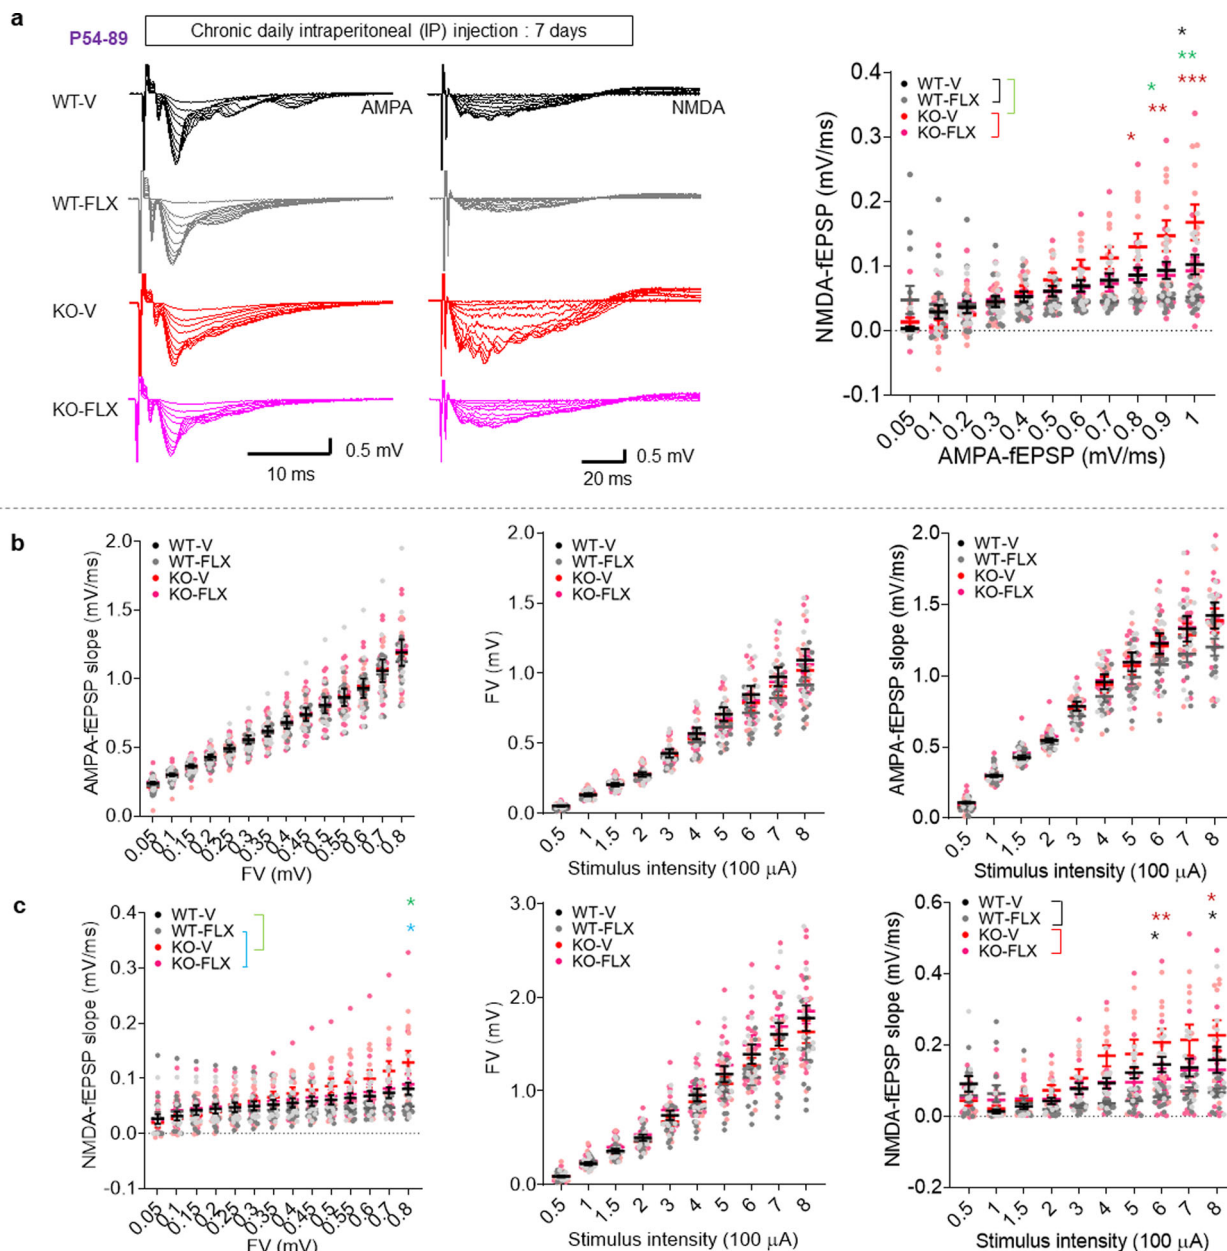 a
P54-89
Chronic daily intraperitoneal (IP) injection : 7 days
WT-V
AMPA
NMDA
WT-FLX
KO-V
KO-FLX
0.5 mV
10 ms
0.5 mV
20 ms
WT-V
WT-FLX
KO-V
KO-FLX
*
**
***
*
**
*
NMDA-fEPSP (mV/ms)
0.4
0.3
0.2
0.1
0.0
-0.1
0.05 0.1 0.2 0.3 0.4 0.5 0.6 0.7 0.8 0.9 1
AMPA-fEPSP (mV/ms)
b
WT-V
WT-FLX
KO-V
KO-FLX
AMPA-fEPSP slope (mV/ms)
2.0
1.5
1.0
0.5
0.0
0.05 0.1 0.15 0.2 0.25 0.3 0.35 0.4 0.45 0.5 0.55 0.6 0.7 0.8
FV (mV)
WT-V
WT-FLX
KO-V
KO-FLX
FV (mV)
2.0
1.5
1.0
0.5
0.0
0.5 1 1.5 2 3 4 5 6 7 8
Stimulus intensity (100 μA)
WT-V
WT-FLX
KO-V
KO-FLX
AMPA-fEPSP slope (mV/ms)
2.0
1.5
1.0
0.5
0.0
0.5 1 1.5 2 3 4 5 6 7 8
Stimulus intensity (100 μA)
c
WT-V
WT-FLX
KO-V
KO-FLX
*
*
NMDA-fEPSP slope (mV/ms)
0.4
0.3
0.2
0.1
0.0
-0.1
0.05 0.1 0.15 0.2 0.25 0.3 0.35 0.4 0.45 0.5 0.55 0.6 0.7 0.8
FV (mV)
WT-V
WT-FLX
KO-V
KO-FLX
FV (mV)
3.0
2.0
1.0
0.0
0.5 1 1.5 2 3 4 5 6 7 8
Stimulus intensity (100 μA)
WT-V
WT-FLX
KO-V
KO-FLX
**
*
*
*
NMDA-fEPSP slope (mV/ms)
0.6
0.4
0.2
0.0
-0.2
0.5 1 1.5 2 3 4 5 6 7 8
Stimulus intensity (100 μA)